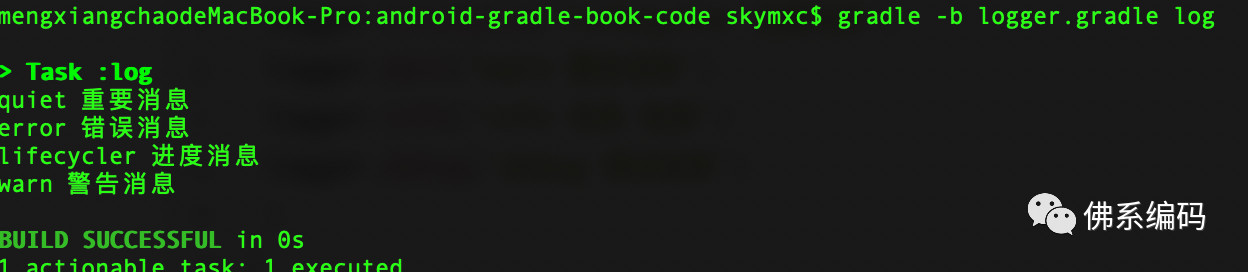 mengxiangchaodeMacBook-Pro:android-gradle-book-code skymxc$ gradle -b logger.gradle log
> Task :log
quiet 重要消息
error 错误消息
lifecycler 进度消息
warn 警告消息
佛系编码
BUILD SUCCESSFUL in 0s
1 actionable task: 1 executed